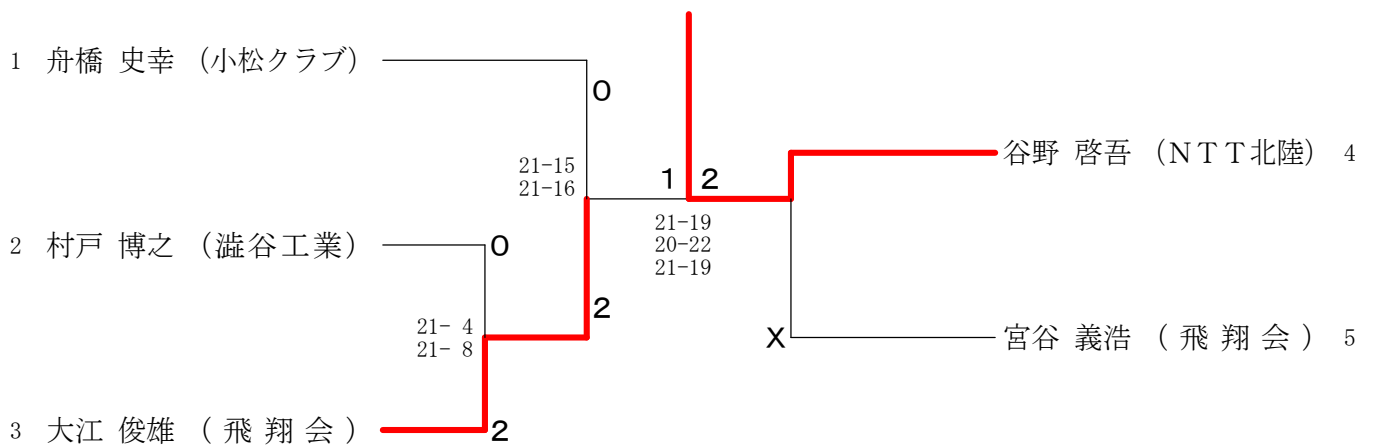 1 舟橋 史幸 (小松クラブ)
0
谷野 啓吾 (NTT北陸) 4
21-15
21-16
1 2
21-19
20-22
21-19
2 村戸 博之 (澁谷工業)
0
2
21- 4
21- 8
X
宮谷 義浩 ( 飛 翔 会 ) 5
3 大江 俊雄 ( 飛 翔 会 )
2